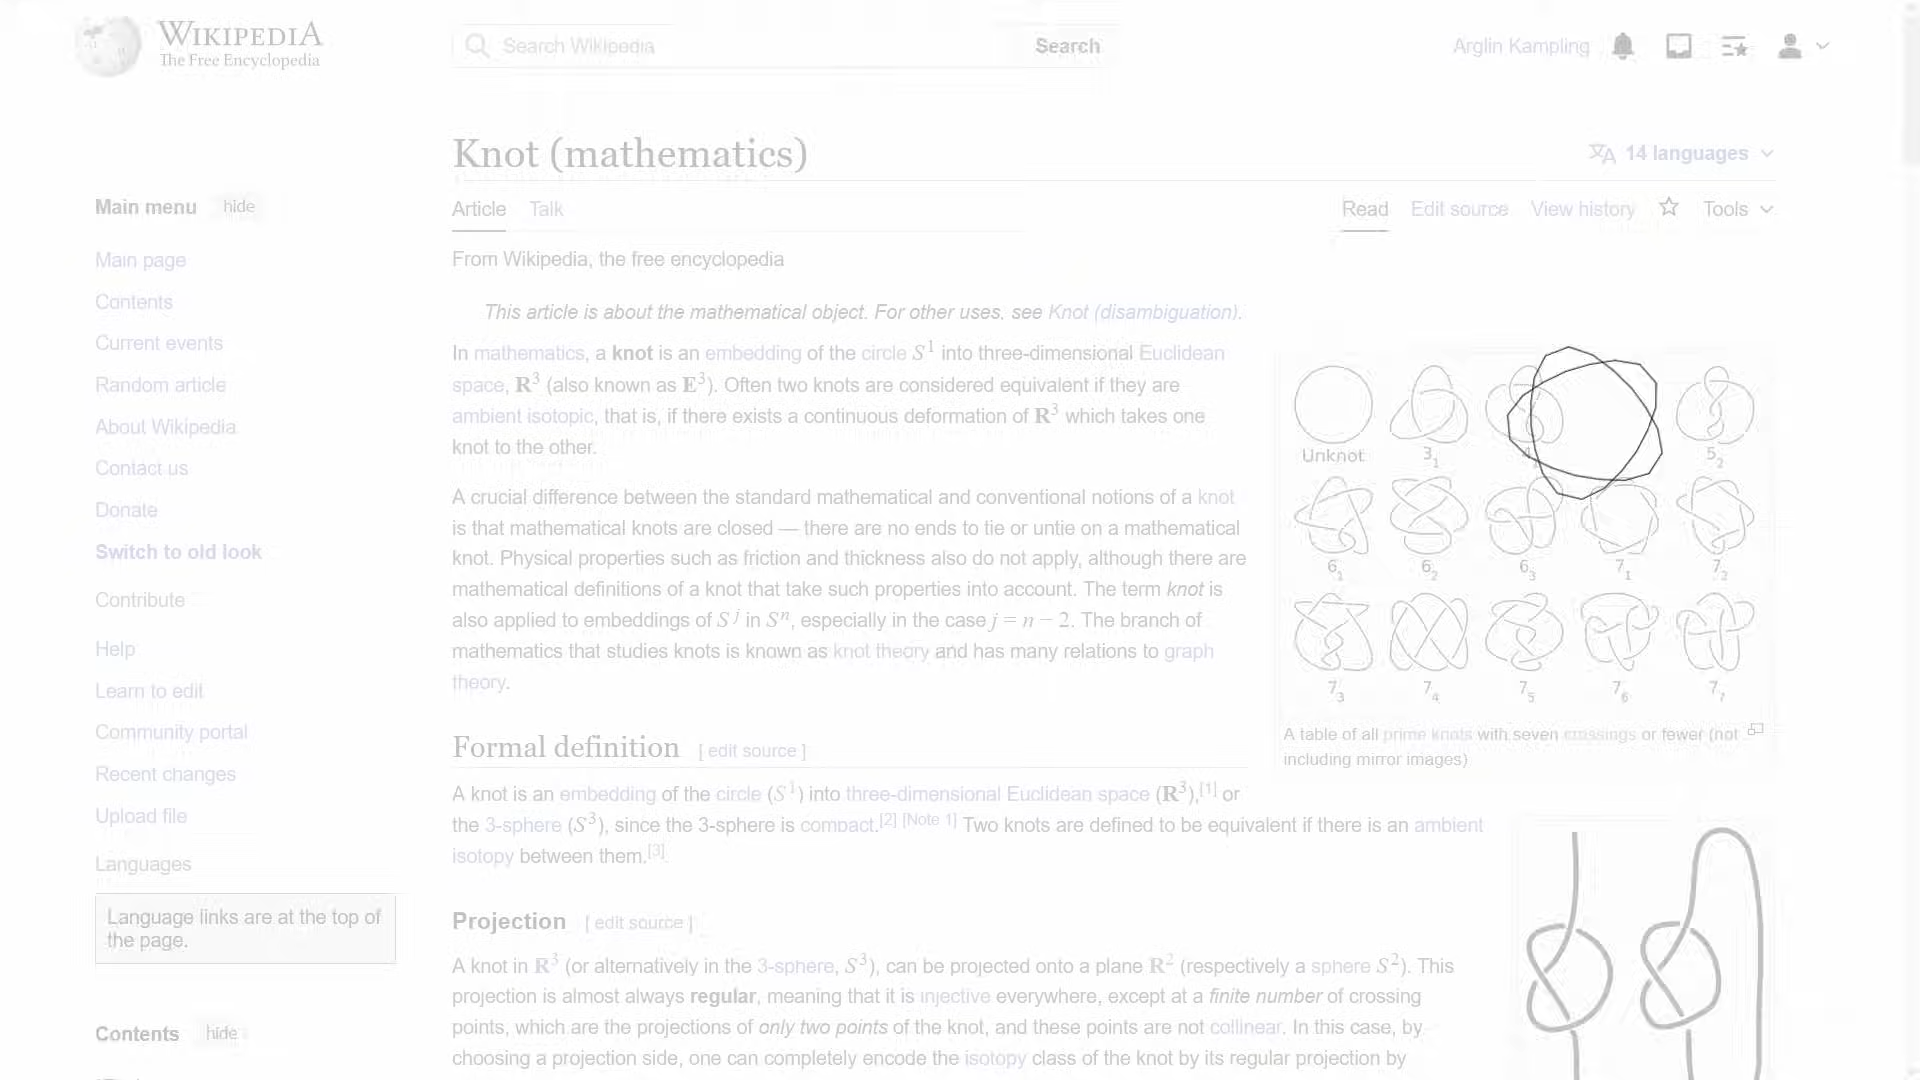 WIKIPEDIA
The Free Encyclopedia
Search Wikipedia
Search
Arglin Kampling
Knot (mathematics)
14 languages
Main menu hide
Article Talk
Read Edit source View history Tools
Main page
Contents
Current events
Random article
About Wikipedia
Contact us
Donate
Switch to old look
Contribute
Help
Learn to edit
Community portal
Recent changes
Upload file
Languages
Language links are at the top of
the page.
Contents hide
From Wikipedia, the free encyclopedia
This article is about the mathematical object. For other uses, see Knot (disambiguation).
In mathematics, a knot is an embedding of the circle S¹ into three-dimensional Euclidean
space, R³ (also known as E³). Often two knots are considered equivalent if they are
ambient isotopic, that is, if there exists a continuous deformation of R³ which takes one
knot to the other.
A crucial difference between the standard mathematical and conventional notions of a knot
is that mathematical knots are closed — there are no ends to tie or untie on a mathematical
knot. Physical properties such as friction and thickness also do not apply, although there are
mathematical definitions of a knot that take such properties into account. The term knot is
also applied to embeddings of S^j in Sⁿ, especially in the case j = n − 2. The branch of
mathematics that studies knots is known as knot theory and has many relations to graph
theory.
Unknot 3₁ 5₂
6₁ 6₂ 6₃ 7₁ 7₂
7₃ 7₄ 7₅ 7₆ 7₇
A table of all prime knots with seven crossings or fewer (not
including mirror images)
Formal definition [ edit source ]
A knot is an embedding of the circle (S¹) into three-dimensional Euclidean space (R³),[1] or
the 3-sphere (S³), since the 3-sphere is compact.[2] [Note 1] Two knots are defined to be equivalent if there is an ambient
isotopy between them.[3]
Projection [ edit source ]
A knot in R³ (or alternatively in the 3-sphere, S³), can be projected onto a plane R² (respectively a sphere S²). This
projection is almost always regular, meaning that it is injective everywhere, except at a finite number of crossing
points, which are the projections of only two points of the knot, and these points are not collinear. In this case, by
choosing a projection side, one can completely encode the isotopy class of the knot by its regular projection by